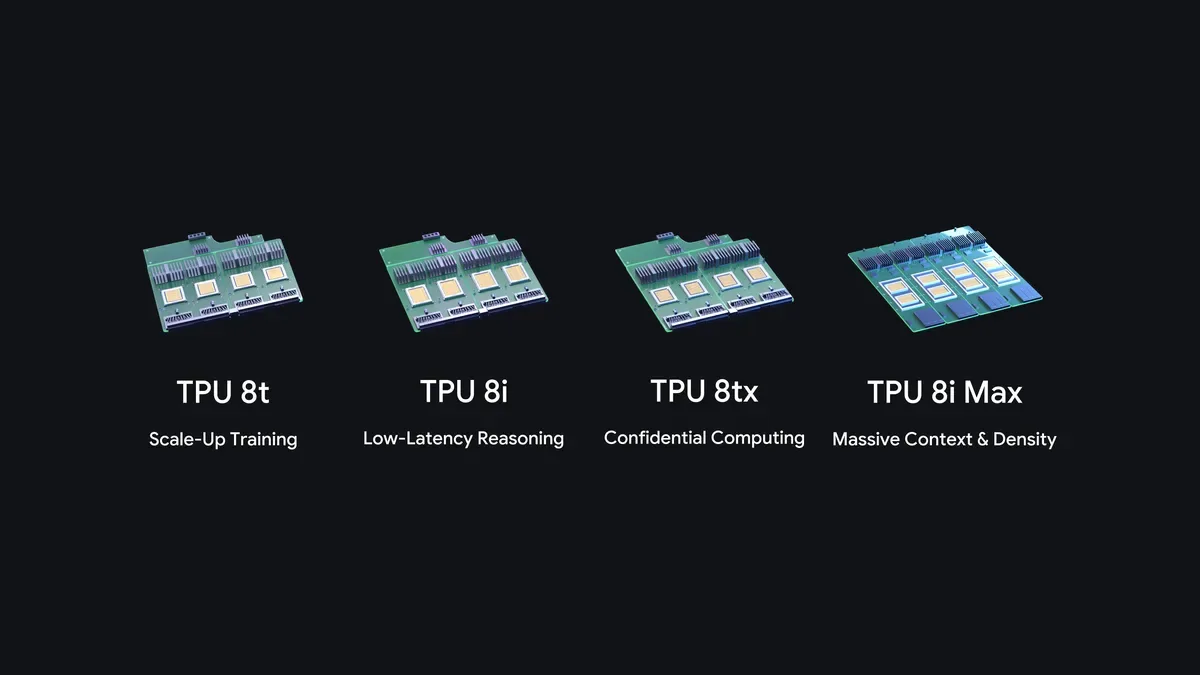 TPU 8t
Scale-Up Training
TPU 8i
Low-Latency Reasoning
TPU 8tx
Confidential Computing
TPU 8i Max
Massive Context & Density